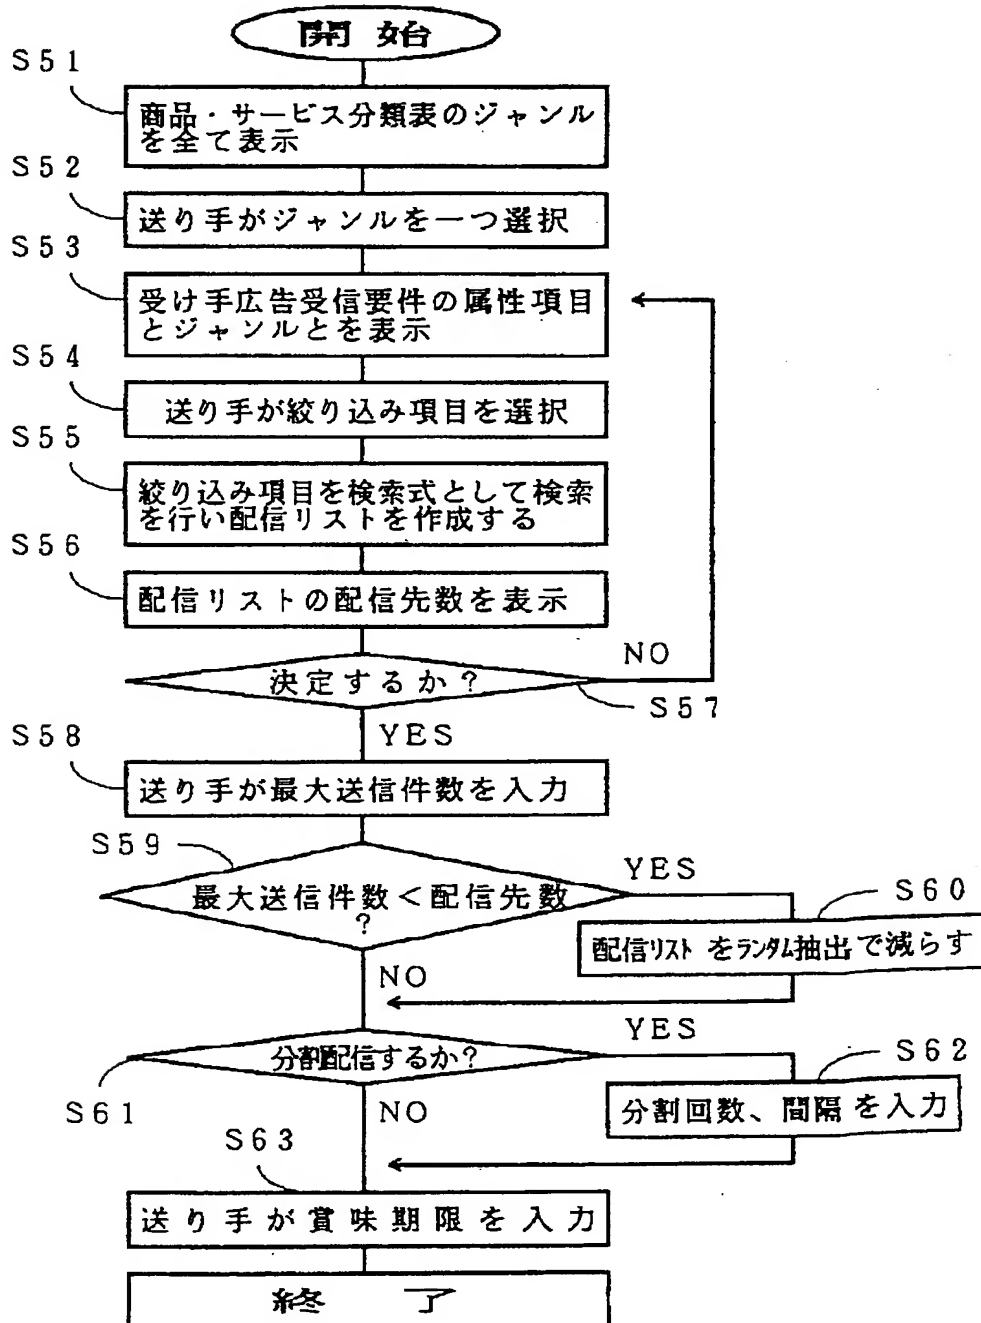 開始
S51
商品・サービス分類表のジャンル
を全て表示
S52
送り手がジャンルを一つ選択
S53
受け手広告受信要件の属性項目
とジャンルとを表示
S54
送り手が絞り込み項目を選択
S55
絞り込み項目を検索式として検索
を行い配信リストを作成する
S56
配信リストの配信先数を表示
NO
決定するか?
S57
YES
S58
送り手が最大送信件数を入力
S59
YES
最大送信件数<配信先数
?
S60
配信リストをランダム抽出で減らす
NO
YES
分割配信するか?
S61
S62
分割回数、間隔を入力
NO
S63
送り手が賞味期限を入力
終了